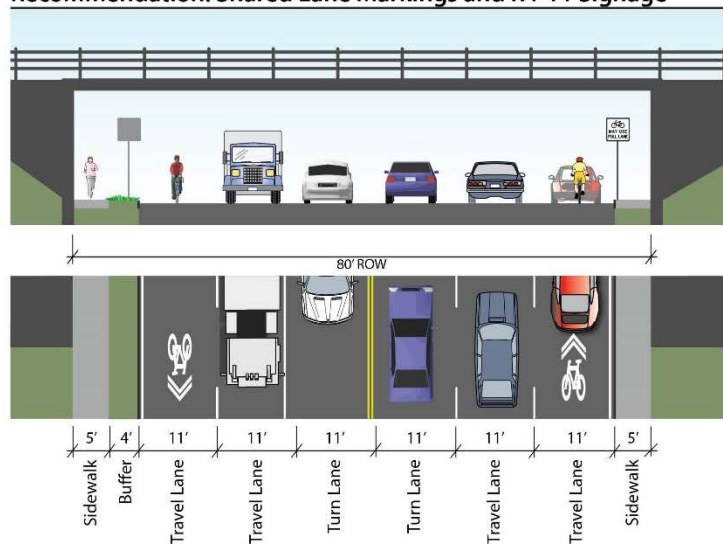 Recommendation: Shared Lane Markings and R4-11 Signage
MAY USE
FULL LANE
80' ROW
5'
4'
11'
11'
11'
11'
11'
11'
5'
Sidewalk
Buffer
Travel Lane
Travel Lane
Turn Lane
Turn Lane
Travel Lane
Travel Lane
Sidewalk